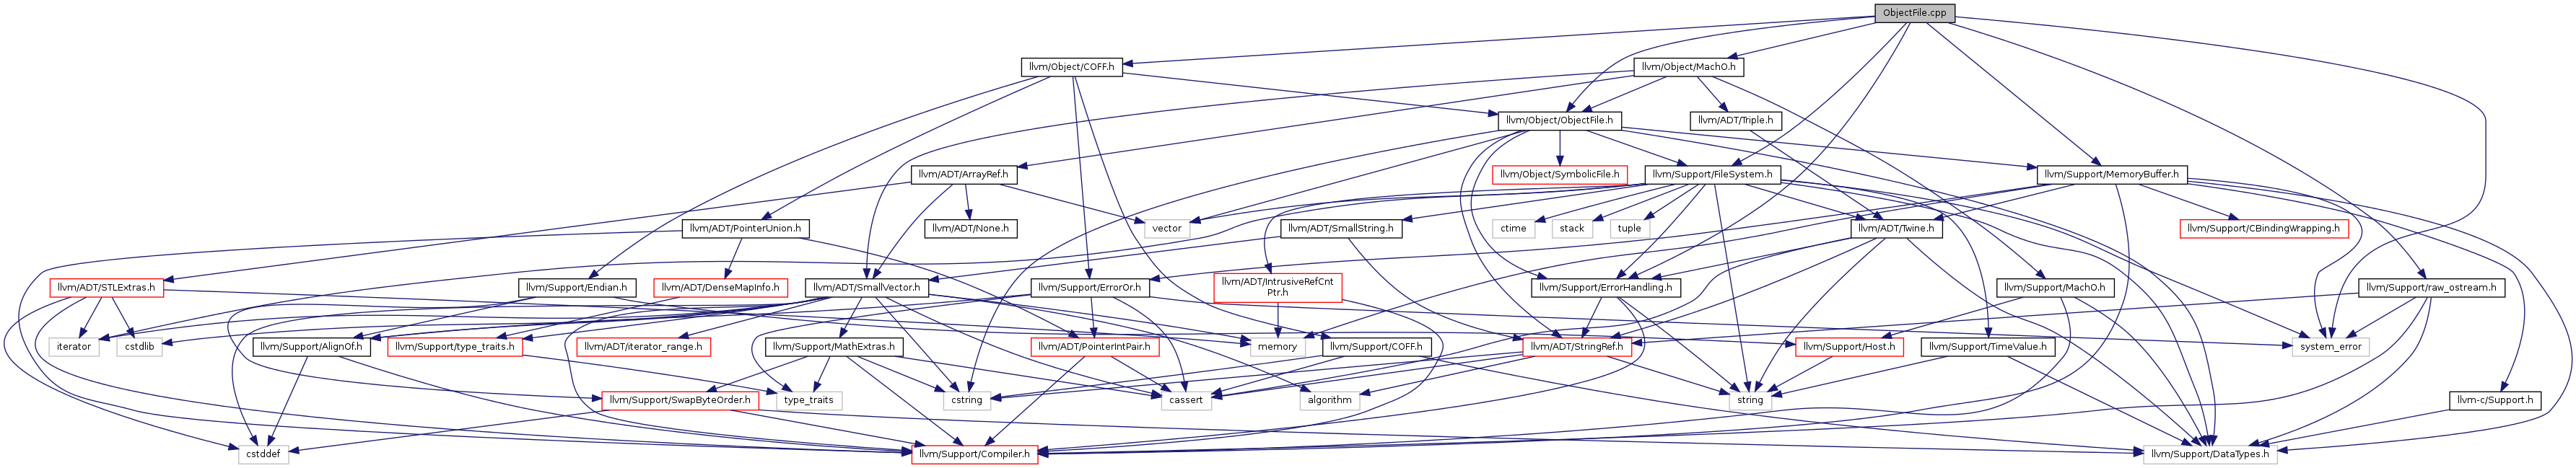 ObjectFile.cpp
llvm/Object/COFF.h
llvm/Object/MachO.h
llvm/Object/ObjectFile.h
llvm/ADT/Triple.h
llvm/ADT/ArrayRef.h
llvm/Object/SymbolicFile.h
llvm/Support/FileSystem.h
llvm/Support/MemoryBuffer.h
llvm/ADT/PointerUnion.h
llvm/ADT/None.h
vector
llvm/ADT/SmallString.h
ctime
stack
tuple
llvm/ADT/Twine.h
llvm/Support/CBindingWrapping.h
llvm/ADT/STLExtras.h
llvm/Support/Endian.h
llvm/ADT/DenseMapInfo.h
llvm/ADT/SmallVector.h
llvm/Support/ErrorOr.h
llvm/ADT/IntrusiveRefCnt
Ptr.h
llvm/Support/ErrorHandling.h
llvm/Support/MachO.h
llvm/Support/raw_ostream.h
iterator
cstdlib
llvm/Support/AlignOf.h
llvm/Support/type_traits.h
llvm/ADT/iterator_range.h
llvm/Support/MathExtras.h
llvm/ADT/PointerIntPair.h
memory
llvm/Support/COFF.h
llvm/ADT/StringRef.h
llvm/Support/TimeValue.h
llvm/Support/Host.h
system_error
llvm/Support/SwapByteOrder.h
type_traits
cstring
cassert
algorithm
string
llvm-c/Support.h
cstddef
llvm/Support/Compiler.h
llvm/Support/DataTypes.h